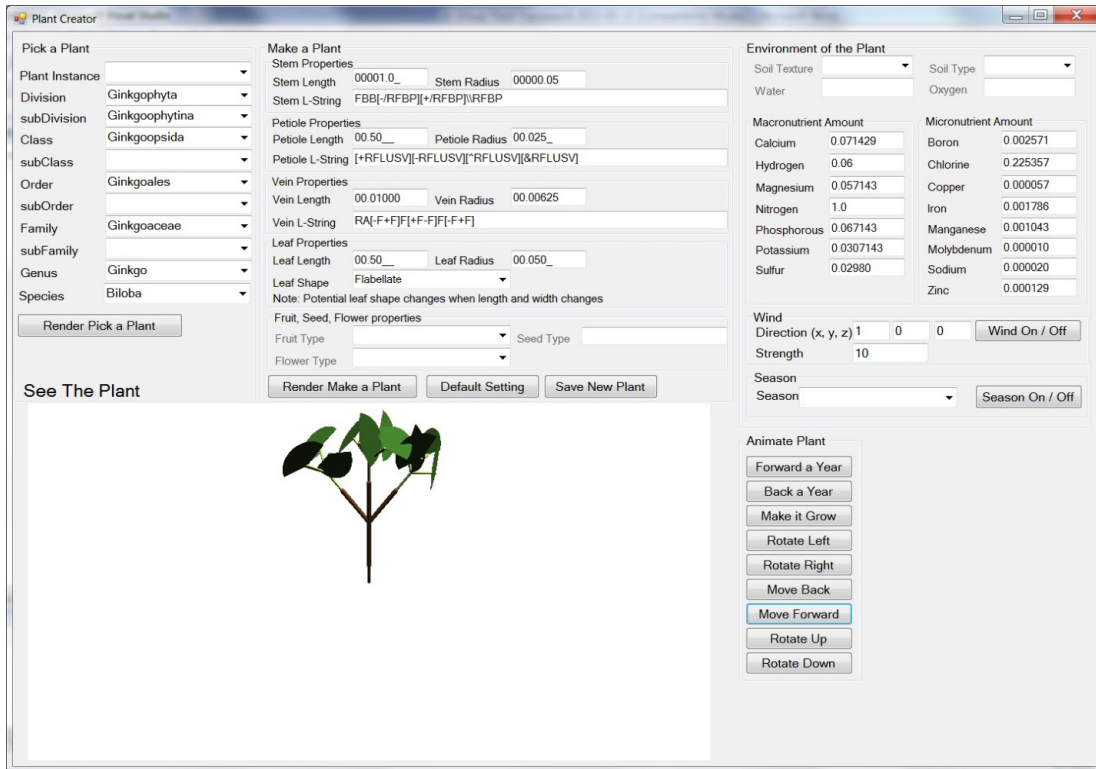 Plant Creator
Pick a Plant
Plant Instance
Division Ginkgophyta
subDivision Ginkgoophytina
Class Ginkgoopsida
subClass
Order Ginkgoales
subOrder
Family Ginkgoaceae
subFamily
Genus Ginkgo
Species Biloba
Render Pick a Plant
See The Plant
Make a Plant
Stem Properties
Stem Length 00001.0_ Stem Radius 00000.05
Stem L-String FBB[-/RFBP][+/RFBP]\\RFBP
Petiole Properties
Petiole Length 00.50__ Petiole Radius 00.025_
Petiole L-String [+RFLUSV][-RFLUSV][^RFLUSV][&RFLUSV]
Vein Properties
Vein Length 00.01000 Vein Radius 00.00625
Vein L-String RA[-F+F]F[+F-F]F[-F+F]
Leaf Properties
Leaf Length 00.50__ Leaf Radius 00.050_
Leaf Shape Flabellate
Note: Potential leaf shape changes when length and width changes
Fruit, Seed, Flower properties
Fruit Type Seed Type
Flower Type
Render Make a Plant Default Setting Save New Plant
Environment of the Plant
Soil Texture Soil Type
Water Oxygen
Macronutrient Amount
Calcium 0.071429
Hydrogen 0.06
Magnesium 0.057143
Nitrogen 1.0
Phosphorous 0.067143
Potassium 0.0307143
Sulfur 0.02980
Micronutrient Amount
Boron 0.002571
Chlorine 0.225357
Copper 0.000057
Iron 0.001786
Manganese 0.001043
Molybdenum 0.000010
Sodium 0.000020
Zinc 0.000129
Wind
Direction (x, y, z) 1 0 0 Wind On / Off
Strength 10
Season
Season Season On / Off
Animate Plant
Forward a Year
Back a Year
Make it Grow
Rotate Left
Rotate Right
Move Back
Move Forward
Rotate Up
Rotate Down